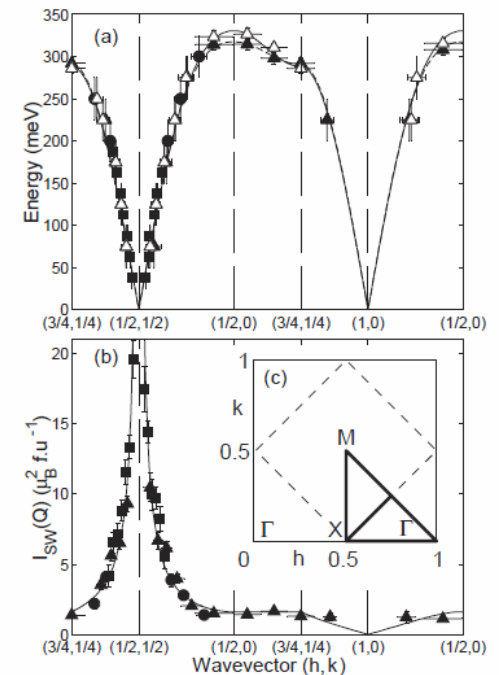 (a)
Energy (meV)
350
300
250
200
150
100
50
0
(3/4,1/4) (1/2,1/2) (1/2,0) (3/4,1/4) (1,0) (1/2,0)
(b)
I_SW(Q) (μ_B^2 f.u^-1)
20
15
10
5
0
(c)
1
k
0.5
M
Γ X Γ
0 h 0.5 1
(3/4,1/4) (1/2,1/2) (1/2,0) (3/4,1/4) (1,0) (1/2,0)
Wavevector (h,k)